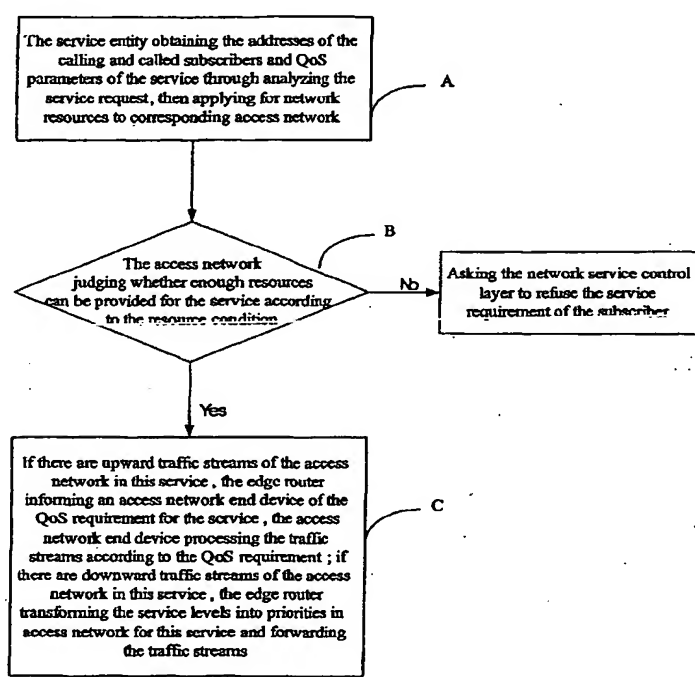 The service entity obtaining the addresses of the
calling and called subscribers and QoS
parameters of the service through analyzing the
service request, then applying for network
resources to corresponding access network
A
B
The access network
judging whether enough resources
can be provided for the service according
to the resource condition
No
Asking the network service control
layer to refuse the service
requirement of the subscriber
Yes
If there are upward traffic streams of the access
network in this service , the edge router
informing an access network end device of the
QoS requirement for the service , the access
network end device processing the traffic
streams according to the QoS requirement ; if
there are downward traffic streams of the access
network in this service , the edge router
transforming the service levels into priorities in
access network for this service and forwarding
the traffic streams
C